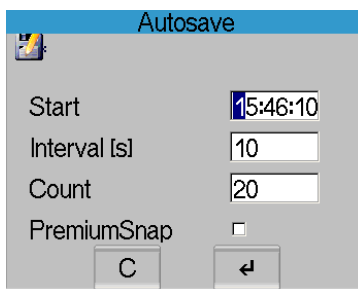 Autosave
Start 15:46:10
Interval [s] 10
Count 20
PremiumSnap
C ↲